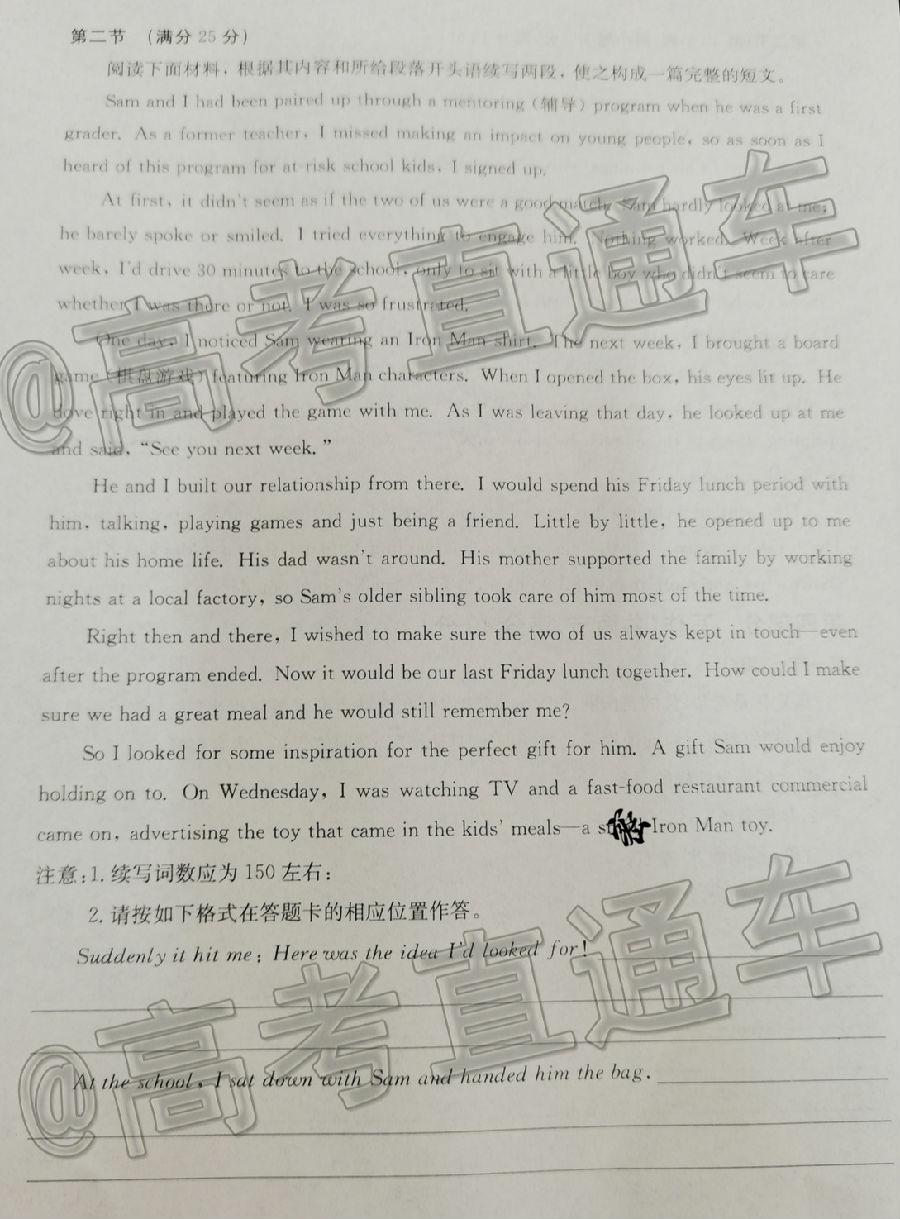 第二节 (满分 25 分)
阅读下面材料，根据其内容和所给段落开头语续写两段，使之构成一篇完整的短文。
Sam and I had been paired up through a mentoring (辅导) program when he was a first
grader. As a former teacher, I missed making an impact on young people, so as soon as I
heard of this program for at-risk school kids, I signed up.
At first, it didn't seem as if the two of us were a good match. Sam hardly looked at me;
he barely spoke or smiled. I tried everything to engage him. Nothing worked. Week after
week, I'd drive 30 minutes to the school, only to sit with a little boy who didn't seem to care
whether I was there or not. I was so frustrated.
One day, I noticed Sam wearing an Iron Man shirt. The next week, I brought a board
game (棋盘游戏) featuring Iron Man characters. When I opened the box, his eyes lit up. He
dove right in and played the game with me. As I was leaving that day, he looked up at me
and said, “See you next week.”
He and I built our relationship from there. I would spend his Friday lunch period with
him, talking, playing games and just being a friend. Little by little, he opened up to me
about his home life. His dad wasn't around. His mother supported the family by working
nights at a local factory, so Sam's older sibling took care of him most of the time.
Right then and there, I wished to make sure the two of us always kept in touch—even
after the program ended. Now it would be our last Friday lunch together. How could I make
sure we had a great meal and he would still remember me?
So I looked for some inspiration for the perfect gift for him. A gift Sam would enjoy
holding on to. On Wednesday, I was watching TV and a fast-food restaurant commercial
came on, advertising the toy that came in the kids' meals—a Iron Man toy.
注意：1. 续写词数应为 150 左右；
2. 请按如下格式在答题卡的相应位置作答。
Suddenly it hit me: Here was the idea I'd looked for!
At the school, I sat down with Sam and handed him the bag.
@高考直通车
@高考直通车